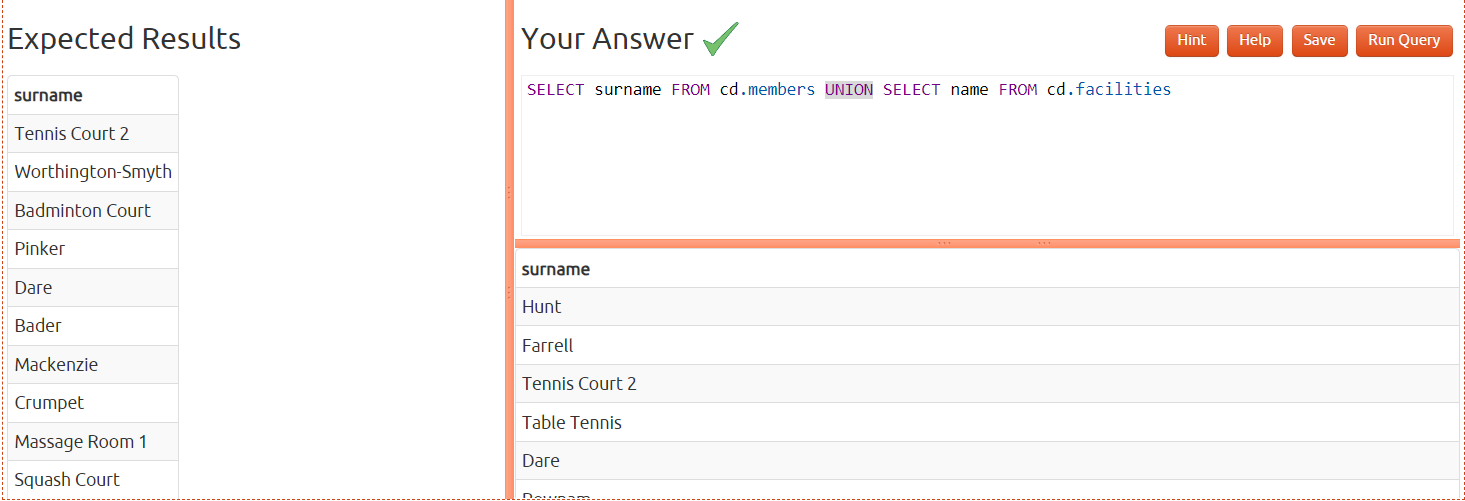 Expected Results
surname
Tennis Court 2
Worthington-Smyth
Badminton Court
Pinker
Dare
Bader
Mackenzie
Crumpet
Massage Room 1
Squash Court
Your Answer
Hint
Help
Save
Run Query
SELECT surname FROM cd.members UNION SELECT name FROM cd.facilities
surname
Hunt
Farrell
Tennis Court 2
Table Tennis
Dare